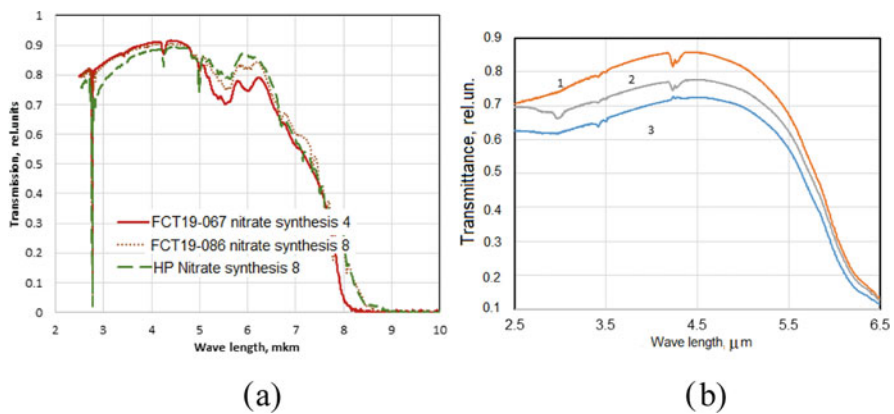 1
0.9
0.8
0.7
0.6
0.5
0.4
0.3
0.2
0.1
0
Transmission, rel.units
FCT19-067 nitrate synthesis 4
FCT19-086 nitrate synthesis 8
HP Nitrate synthesis 8
2 3 4 5 6 7 8 9 10
Wave length, mkm
(a)
0.9
0.8
0.7
0.6
0.5
0.4
0.3
0.2
0.1
Transmittance, rel.un.
1
2
3
2.5 3.5 4.5 5.5 6.5
Wave length, μm
(b)